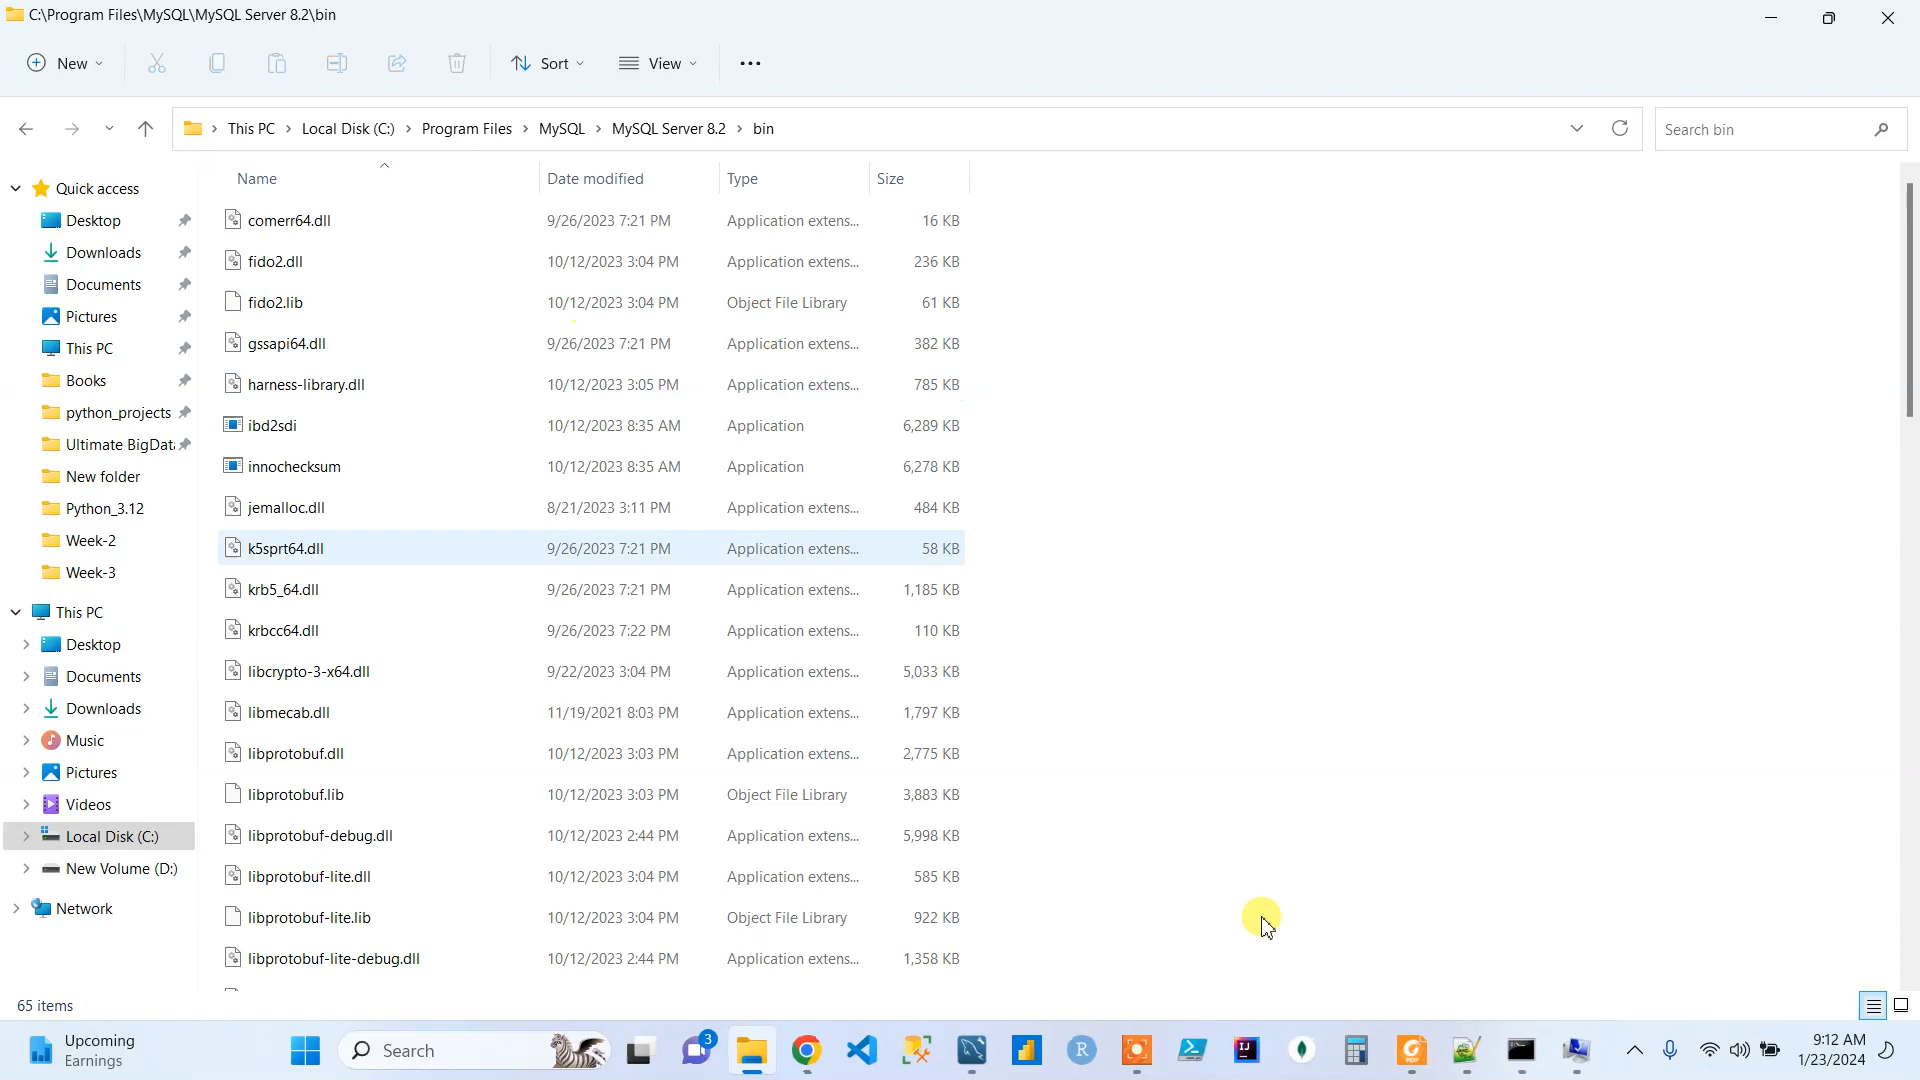 C:\Program Files\MySQL\MySQL Server 8.2\bin
New Sort View
This PC Local Disk (C:) Program Files MySQL MySQL Server 8.2 bin
Search bin
Name Date modified Type Size
Quick access
Desktop
Downloads
Documents
Pictures
This PC
Books
python_projects
Ultimate BigData
New folder
Python_3.12
Week-2
Week-3
This PC
Desktop
Documents
Downloads
Music
Pictures
Videos
Local Disk (C:)
New Volume (D:)
Network
comerr64.dll 9/26/2023 7:21 PM Application extens... 16 KB
fido2.dll 10/12/2023 3:04 PM Application extens... 236 KB
fido2.lib 10/12/2023 3:04 PM Object File Library 61 KB
gssapi64.dll 9/26/2023 7:21 PM Application extens... 382 KB
harness-library.dll 10/12/2023 3:05 PM Application extens... 785 KB
ibd2sdi 10/12/2023 8:35 AM Application 6,289 KB
innochecksum 10/12/2023 8:35 AM Application 6,278 KB
jemalloc.dll 8/21/2023 3:11 PM Application extens... 484 KB
k5sprt64.dll 9/26/2023 7:21 PM Application extens... 58 KB
krb5_64.dll 9/26/2023 7:21 PM Application extens... 1,185 KB
krbcc64.dll 9/26/2023 7:22 PM Application extens... 110 KB
libcrypto-3-x64.dll 9/22/2023 3:04 PM Application extens... 5,033 KB
libmecab.dll 11/19/2021 8:03 PM Application extens... 1,797 KB
libprotobuf.dll 10/12/2023 3:03 PM Application extens... 2,775 KB
libprotobuf.lib 10/12/2023 3:03 PM Object File Library 3,883 KB
libprotobuf-debug.dll 10/12/2023 2:44 PM Application extens... 5,998 KB
libprotobuf-lite.dll 10/12/2023 3:04 PM Application extens... 585 KB
libprotobuf-lite.lib 10/12/2023 3:04 PM Object File Library 922 KB
libprotobuf-lite-debug.dll 10/12/2023 2:44 PM Application extens... 1,358 KB
65 items
Upcoming
Earnings
Search
3
R
IJ
PDF
9:12 AM
1/23/2024